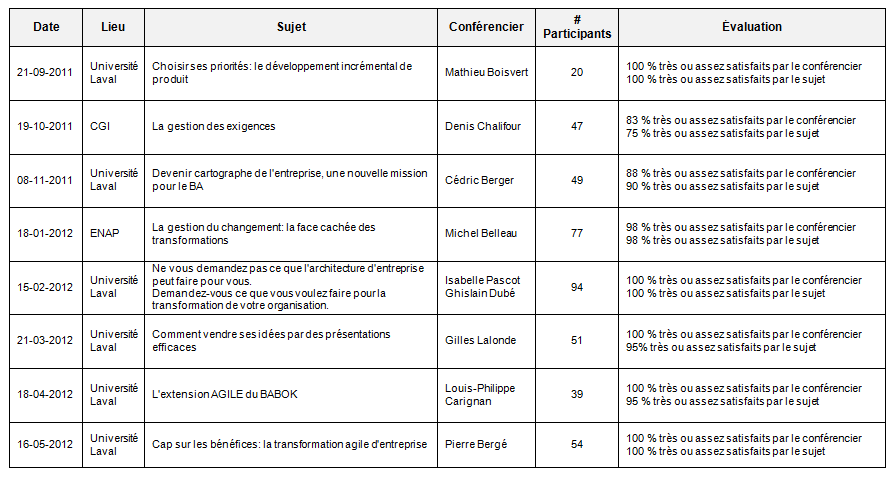 Date Lieu Sujet Conférencier # Participants Évaluation
21-09-2011 Université Laval Choisir ses priorités: le développement incrémental de produit Mathieu Boisvert 20 100 % très ou assez satisfaits par le conférencier
100 % très ou assez satisfaits par le sujet
19-10-2011 CGI La gestion des exigences Denis Chalifour 47 83 % très ou assez satisfaits par le conférencier
75 % très ou assez satisfaits par le sujet
08-11-2011 Université Laval Devenir cartographe de l'entreprise, une nouvelle mission pour le BA Cédric Berger 49 88 % très ou assez satisfaits par le conférencier
90 % très ou assez satisfaits par le sujet
18-01-2012 ENAP La gestion du changement: la face cachée des transformations Michel Belleau 77 98 % très ou assez satisfaits par le conférencier
98 % très ou assez satisfaits par le sujet
15-02-2012 Université Laval Ne vous demandez pas ce que l'architecture d'entreprise peut faire pour vous.
Demandez-vous ce que vous voulez faire pour la transformation de votre organisation. Isabelle Pascot Ghislain Dubé 94 100 % très ou assez satisfaits par le conférencier
100 % très ou assez satisfaits par le sujet
21-03-2012 Université Laval Comment vendre ses idées par des présentations efficaces Gilles Lalonde 51 100 % très ou assez satisfaits par le conférencier
95% très ou assez satisfaits par le sujet
18-04-2012 Université Laval L'extension AGILE du BABOK Louis-Philippe Carignan 39 100 % très ou assez satisfaits par le conférencier
95 % très ou assez satisfaits par le sujet
16-05-2012 Université Laval Cap sur les bénéfices: la transformation agile d'entreprise Pierre Bergé 54 100 % très ou assez satisfaits par le conférencier
100 % très ou assez satisfaits par le sujet